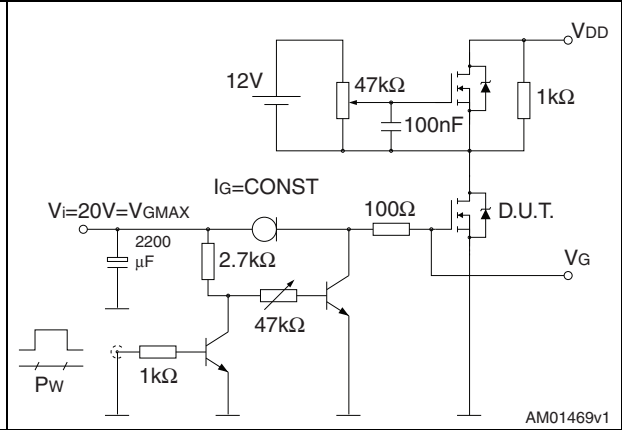 VDD
12V
47kΩ
1kΩ
100nF
IG=CONST
Vi=20V=VGMAX
100Ω
D.U.T.
2200
μF
2.7kΩ
VG
47kΩ
1kΩ
PW
AM01469v1